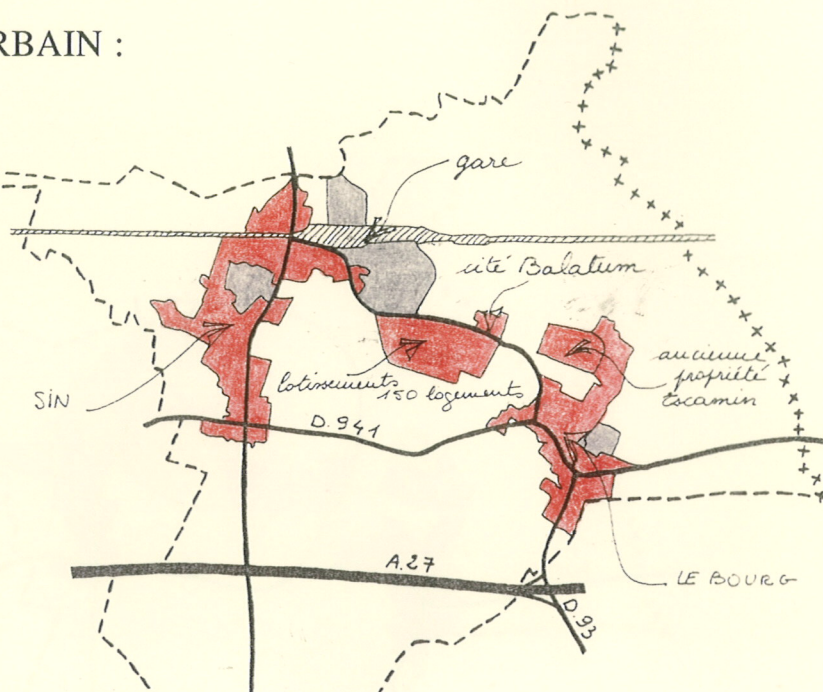 RBAIN :
gare
cité Balatum
ancienne
propriété
Escamin
SIN
lotissements
150 logements
D.941
A.27
LE BOURG
D.93